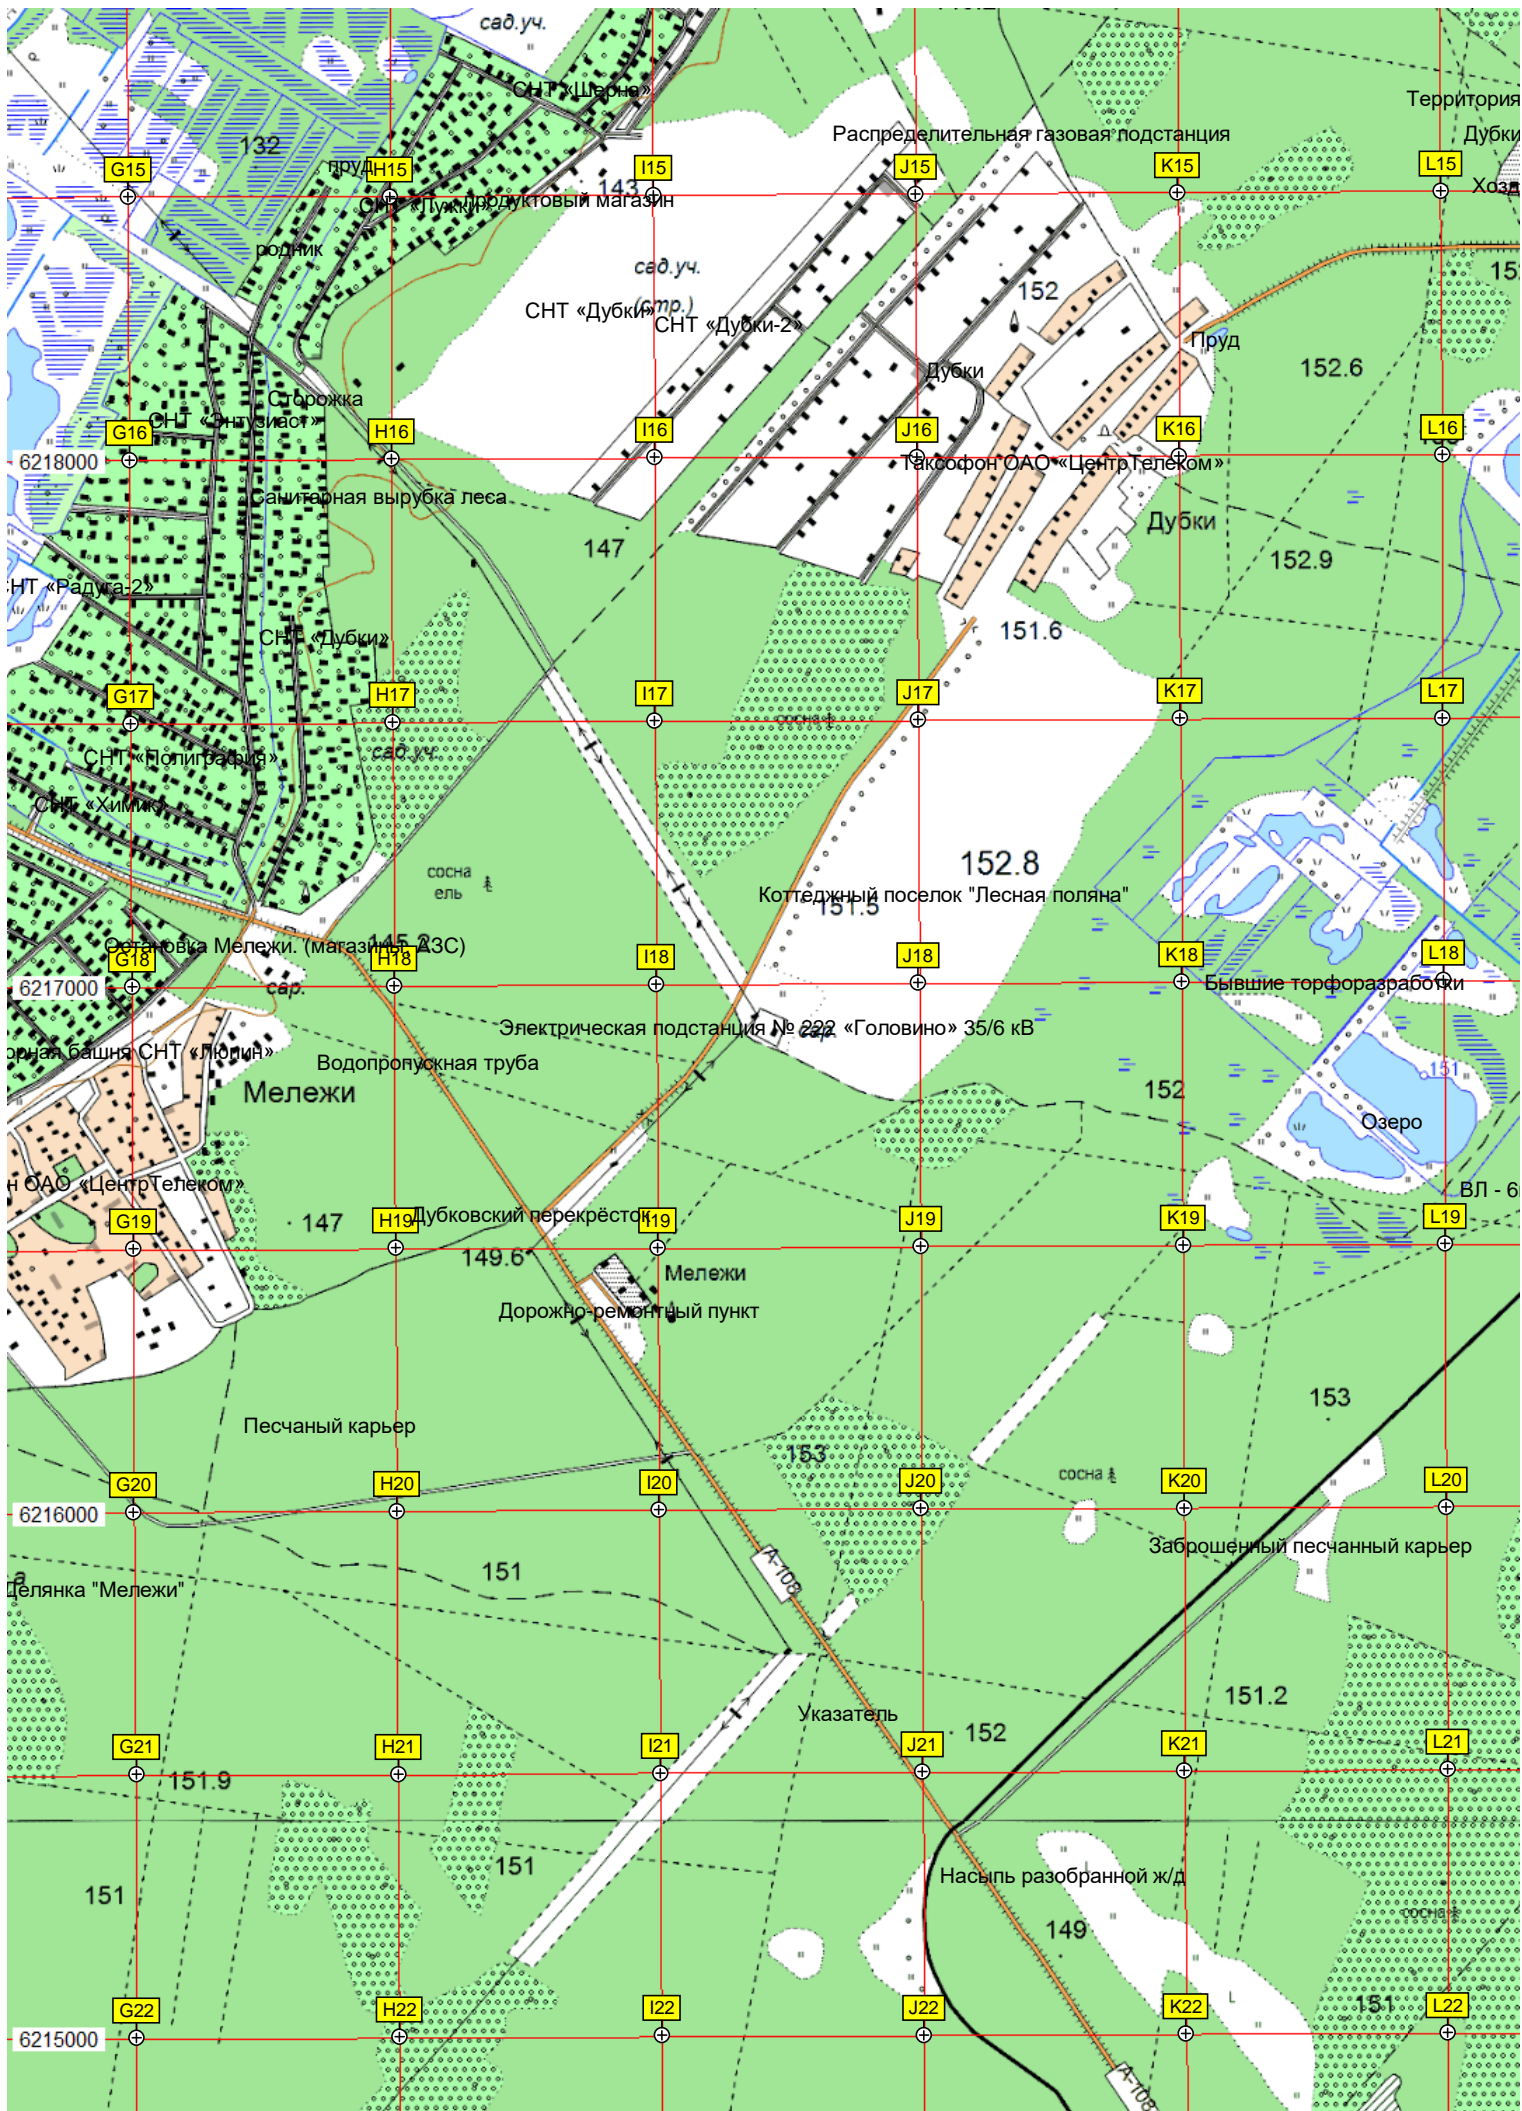 сад.уч.
СНТ «Шерна»
Территория
Распределительная газовая подстанция
Дубки
132
пруд
G15
H15
I15
J15
K15
L15
143
Хозд
СНТ «Лужки»
Продуктовый магазин
родник
сад.уч.
(стр.)
152
15
СНТ «Дубки»
СНТ «Дубки-2»
Пруд
Дубки
152.6
Сторожка
СНТ «Энтузиаст»
G16
H16
I16
J16
K16
L16
6218000
Таксофон ОАО «ЦентрТелеком»
Санитарная вырубка леса
147
Дубки
152.9
СНТ «Радуга-2»
СНТ «Дубки»
151.6
G17
H17
I17
J17
K17
L17
сосна
сад.уч.
СНТ «Полиграфия»
СНТ «Химик»
сосна
ель
152.8
Коттеджный поселок "Лесная поляна"
151.5
145.2
Остановка Мележи. (магазины, АЗС)
G18
H18
I18
J18
K18
L18
6217000
сар.
Бывшие торфоразработки
Электрическая подстанция № 222 «Головино» 35/6 кВ
сар.
орная башня СНТ «Люпин»
Водопропускная труба
Мележи
152
151
Озеро
н ОАО «ЦентрТелеком»
ВЛ - 6
147
G19
H19
Дубковский перекрёсток
I19
J19
K19
L19
149.6
Мележи
Дорожно-ремонтный пункт
153
Песчаный карьер
153
сосна
G20
H20
I20
J20
K20
L20
6216000
Заброшенный песчанный карьер
А-108
151
а
Делянка "Мележи"
151.2
Указатель
152
G21
H21
I21
J21
K21
L21
151.9
151
151
Насыпь разобранной ж/д
149
сосна
151
G22
H22
I22
J22
K22
L22
6215000
А-108